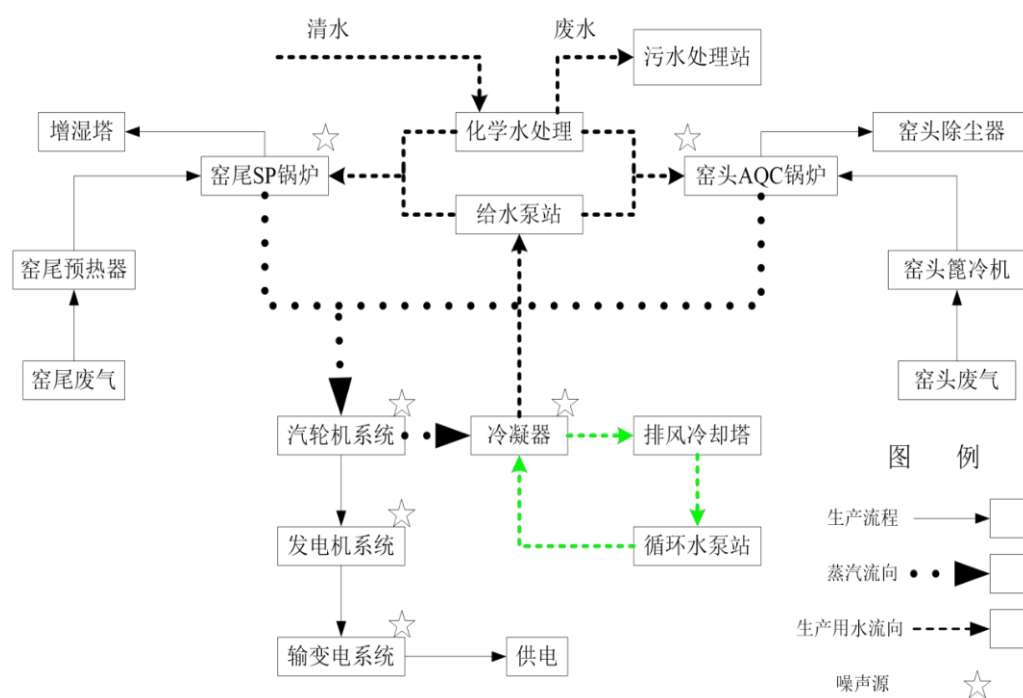 清水
废水
污水处理站
增湿塔
化学水处理
窑头除尘器
窑尾SP锅炉
窑头AQC锅炉
给水泵站
窑尾预热器
窑头篦冷机
窑尾废气
窑头废气
汽轮机系统
冷凝器
排风冷却塔
图 例
生产流程
发电机系统
循环水泵站
蒸汽流向
生产用水流向
输变电系统
供电
噪声源